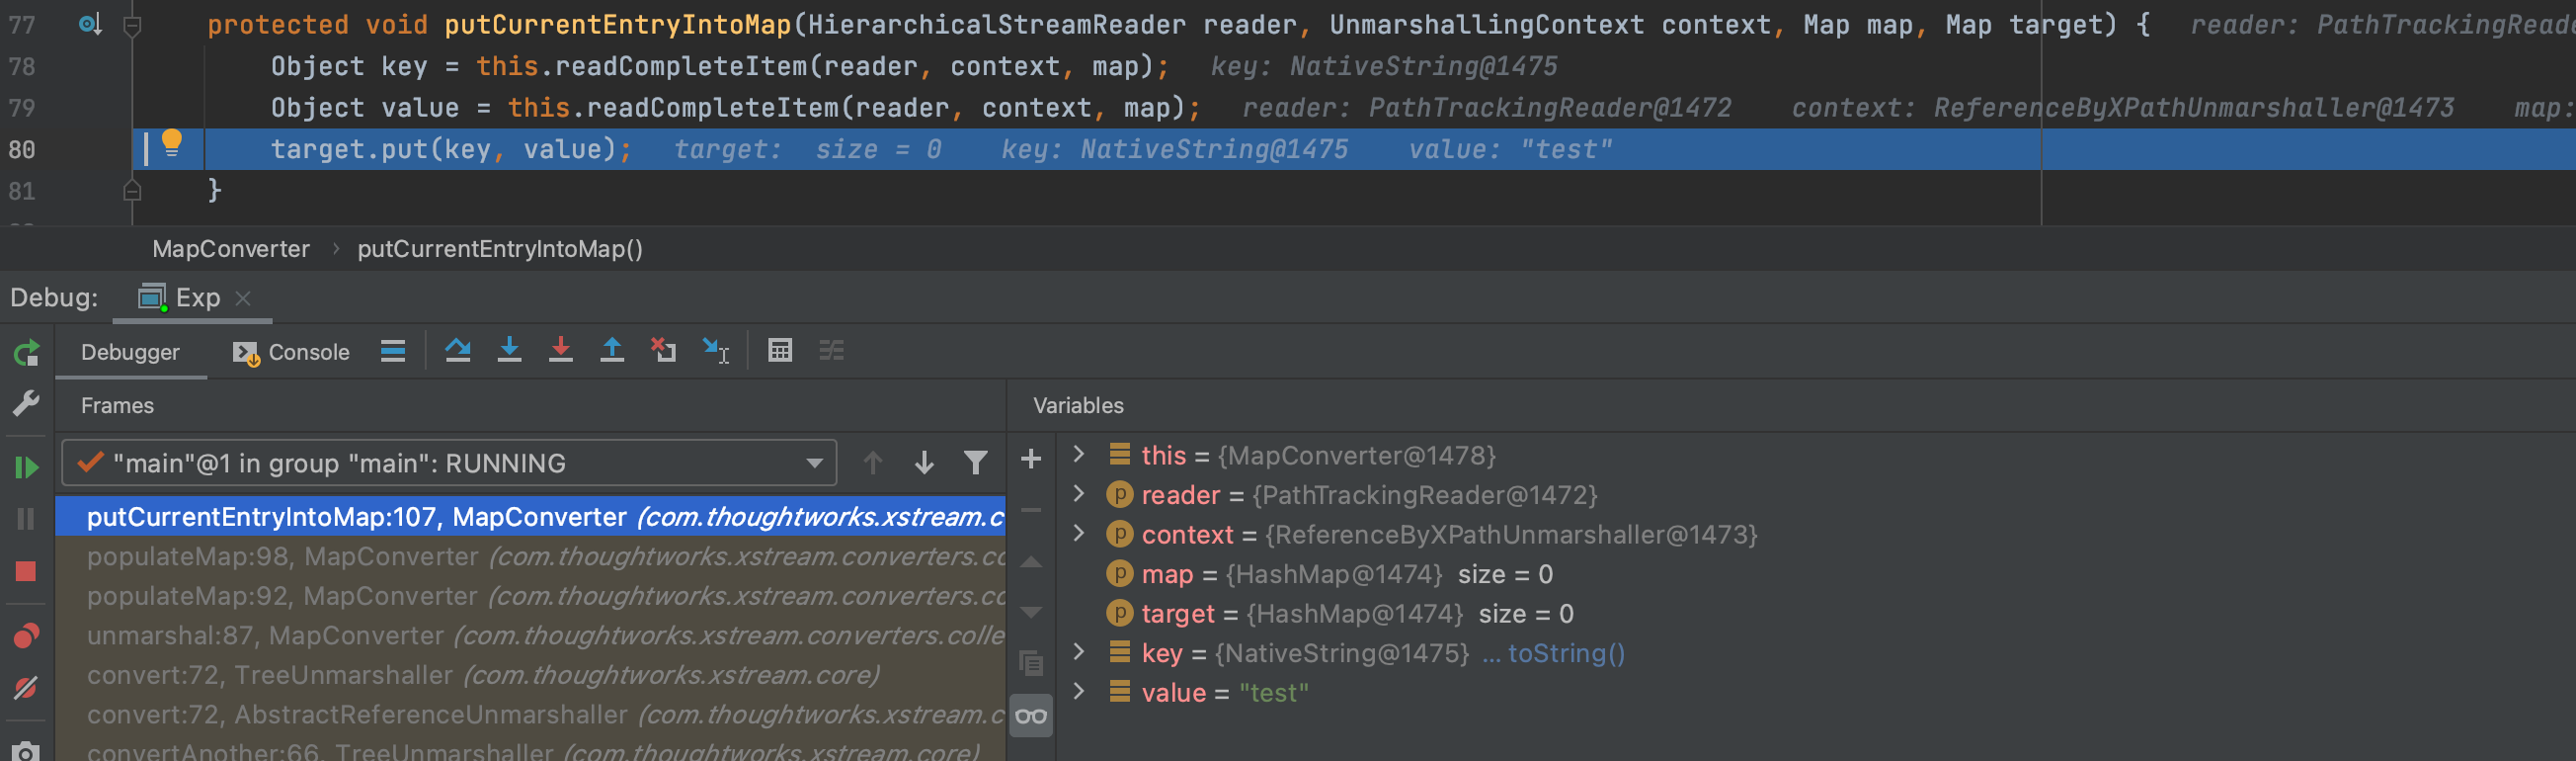 77 protected void putCurrentEntryIntoMap(HierarchicalStreamReader reader, UnmarshallingContext context, Map map, Map target) { reader: PathTrackingReade
78 Object key = this.readCompleteItem(reader, context, map); key: NativeString@1475
79 Object value = this.readCompleteItem(reader, context, map); reader: PathTrackingReader@1472 context: ReferenceByXPathUnmarshaller@1473 map:
80 target.put(key, value); target: size = 0 key: NativeString@1475 value: "test"
81 }
MapConverter › putCurrentEntryIntoMap()
Debug: Exp
Debugger Console
Frames
Variables
"main"@1 in group "main": RUNNING
putCurrentEntryIntoMap:107, MapConverter (com.thoughtworks.xstream.c
populateMap:98, MapConverter (com.thoughtworks.xstream.converters.co
populateMap:92, MapConverter (com.thoughtworks.xstream.converters.co
unmarshal:87, MapConverter (com.thoughtworks.xstream.converters.colle
convert:72, TreeUnmarshaller (com.thoughtworks.xstream.core)
convert:72, AbstractReferenceUnmarshaller (com.thoughtworks.xstream.c
convertAnother:66, TreeUnmarshaller (com.thoughtworks.xstream.core)
this = {MapConverter@1478}
p reader = {PathTrackingReader@1472}
p context = {ReferenceByXPathUnmarshaller@1473}
p map = {HashMap@1474} size = 0
p target = {HashMap@1474} size = 0
key = {NativeString@1475} ... toString()
value = "test"